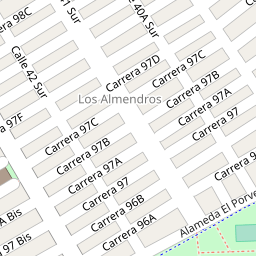 Carrera 98C
40A Sur
Calle 42 Sur
Carrera 97D
Carrera 97C
Carrera 97B
Los Almendros
Carrera 97A
Carrera 97
97F
Carrera 97C
Carrera 97B
Carrera 97A
Carrera 97
Carrera 96B
Carrera 96A
Carrera 9
Alameda El Porve
A Bis
97 Bis